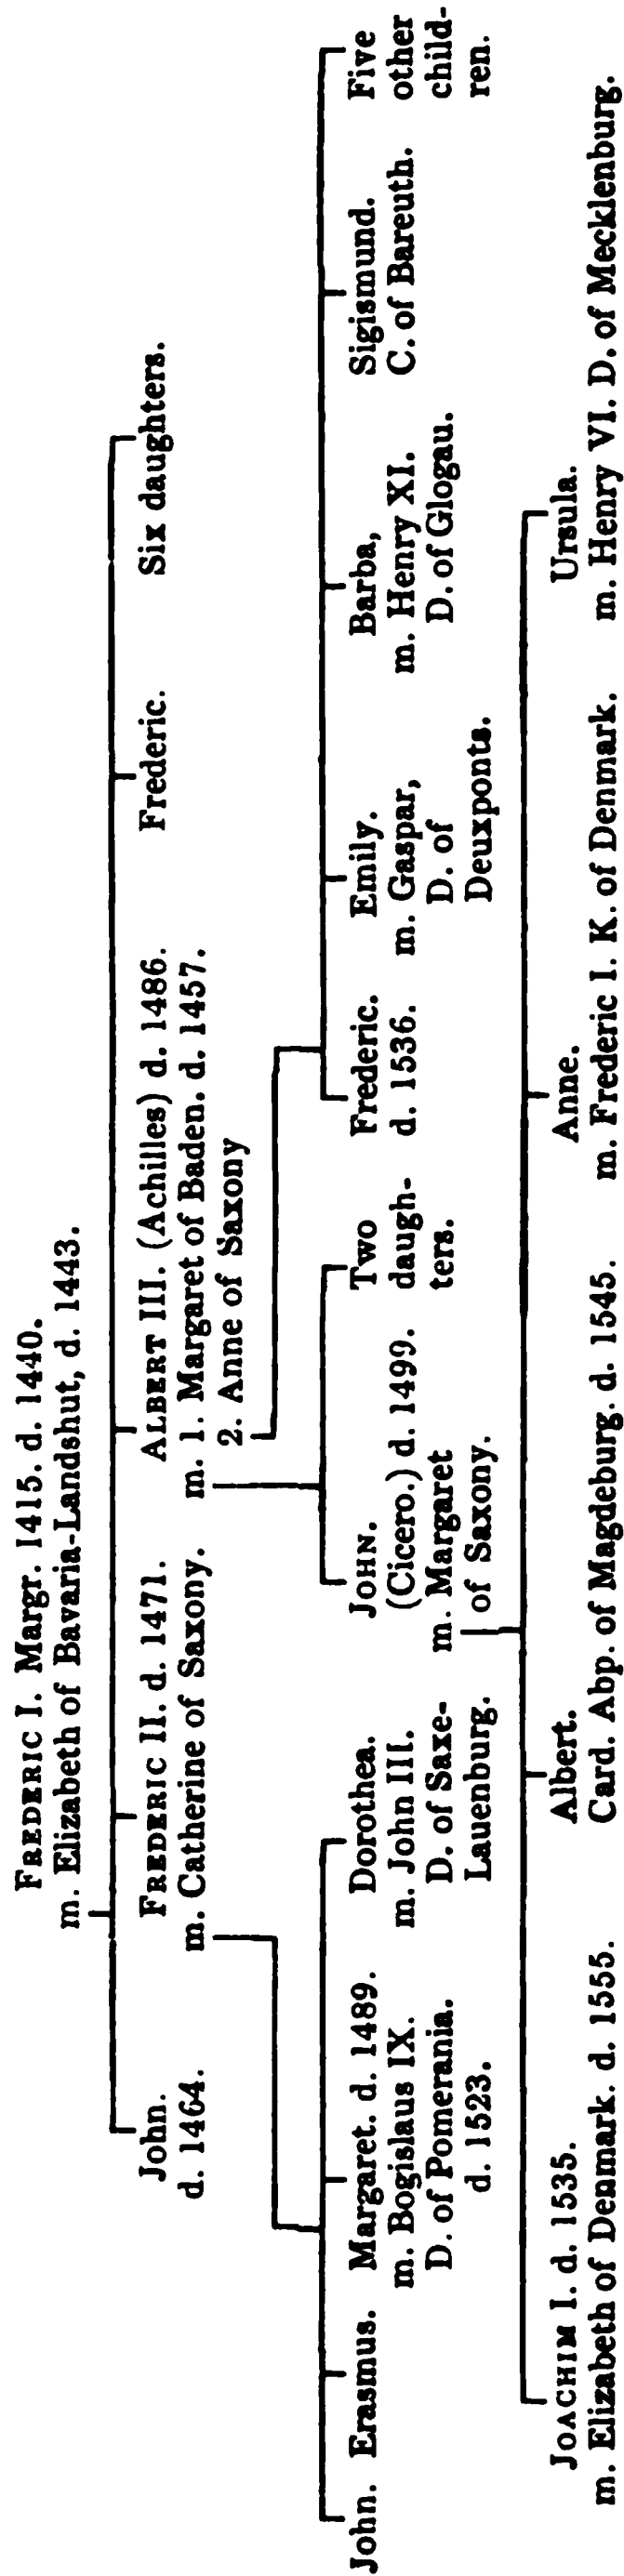 FREDERIC I. Margr. 1415. d. 1440.
m. Elizabeth of Bavaria-Landshut, d. 1443.
John.
d. 1464.
FREDERIC II. d. 1471.
m. Catherine of Saxony.
ALBERT III. (Achilles) d. 1486.
m. 1. Margaret of Baden. d. 1457.
2. Anne of Saxony
Frederic.
Six daughters.
John.
Erasmus.
Margaret. d. 1489.
m. Bogislaus IX.
D. of Pomerania.
d. 1523.
Dorothea.
m. John III.
D. of Saxe-
Lauenburg.
JOHN.
(Cicero.) d. 1499.
m. Margaret
of Saxony.
Two
daugh-
ters.
Frederic.
d. 1536.
Emily.
m. Gaspar,
D. of
Deuxponts.
Barba,
m. Henry XI.
D. of Glogau.
Sigismund.
C. of Bareuth.
Five
other
child-
ren.
JOACHIM I. d. 1535.
m. Elizabeth of Denmark. d. 1555.
Albert.
Card. Abp. of Magdeburg. d. 1545.
Anne.
m. Frederic I. K. of Denmark.
Ursula.
m. Henry VI. D. of Mecklenburg.